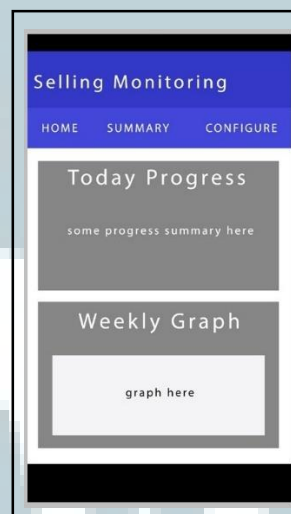 Selling Monitoring
HOME SUMMARY CONFIGURE
Today Progress
some progress summary here
Weekly Graph
graph here